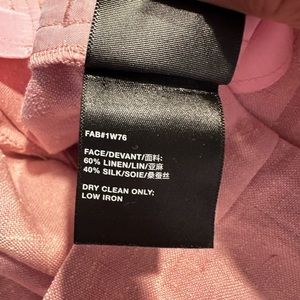 FAB#1W76
FACE/DEVANT/面料:
60% LINEN/LIN/亚麻
40% SILK/SOIE/桑蚕丝
DRY CLEAN ONLY:
LOW IRON